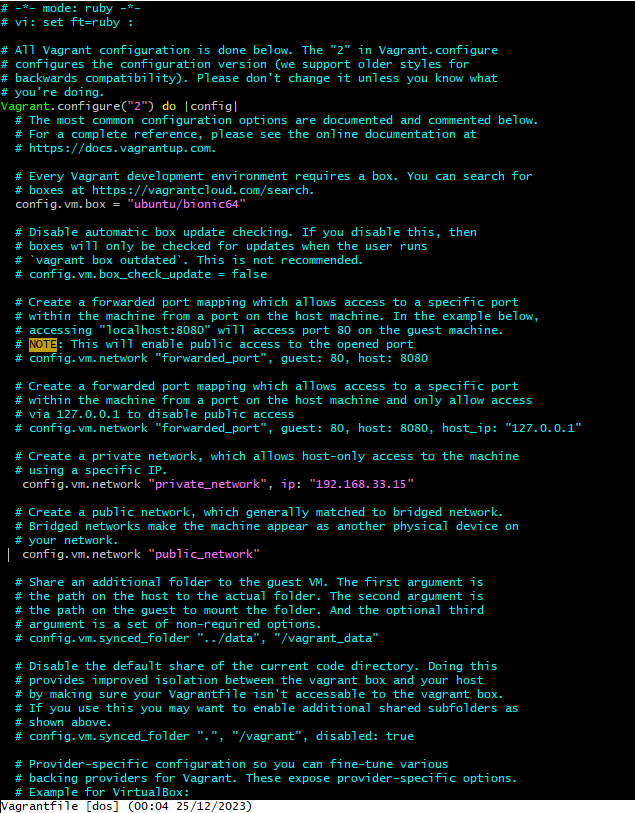 # -*- mode: ruby -*-
# vi: set ft=ruby :

# All Vagrant configuration is done below. The "2" in Vagrant.configure
# configures the configuration version (we support older styles for
# backwards compatibility). Please don't change it unless you know what
# you're doing.
Vagrant.configure("2") do |config|
  # The most common configuration options are documented and commented below.
  # For a complete reference, please see the online documentation at
  # https://docs.vagrantup.com.

  # Every Vagrant development environment requires a box. You can search for
  # boxes at https://vagrantcloud.com/search.
  config.vm.box = "ubuntu/bionic64"

  # Disable automatic box update checking. If you disable this, then
  # boxes will only be checked for updates when the user runs
  # `vagrant box outdated`. This is not recommended.
  # config.vm.box_check_update = false

  # Create a forwarded port mapping which allows access to a specific port
  # within the machine from a port on the host machine. In the example below,
  # accessing "localhost:8080" will access port 80 on the guest machine.
  # NOTE: This will enable public access to the opened port
  # config.vm.network "forwarded_port", guest: 80, host: 8080

  # Create a forwarded port mapping which allows access to a specific port
  # within the machine from a port on the host machine and only allow access
  # via 127.0.0.1 to disable public access
  # config.vm.network "forwarded_port", guest: 80, host: 8080, host_ip: "127.0.0.1"

  # Create a private network, which allows host-only access to the machine
  # using a specific IP.
   config.vm.network "private_network", ip: "192.168.33.15"

  # Create a public network, which generally matched to bridged network.
  # Bridged networks make the machine appear as another physical device on
  # your network.
   config.vm.network "public_network"

  # Share an additional folder to the guest VM. The first argument is
  # the path on the host to the actual folder. The second argument is
  # the path on the guest to mount the folder. And the optional third
  # argument is a set of non-required options.
  # config.vm.synced_folder "../data", "/vagrant_data"

  # Disable the default share of the current code directory. Doing this
  # provides improved isolation between the vagrant box and your host
  # by making sure your Vagrantfile isn't accessable to the vagrant box.
  # If you use this you may want to enable additional shared subfolders as
  # shown above.
  # config.vm.synced_folder ".", "/vagrant", disabled: true

  # Provider-specific configuration so you can fine-tune various
  # backing providers for Vagrant. These expose provider-specific options.
  # Example for VirtualBox:
Vagrantfile [dos] (00:04 25/12/2023)